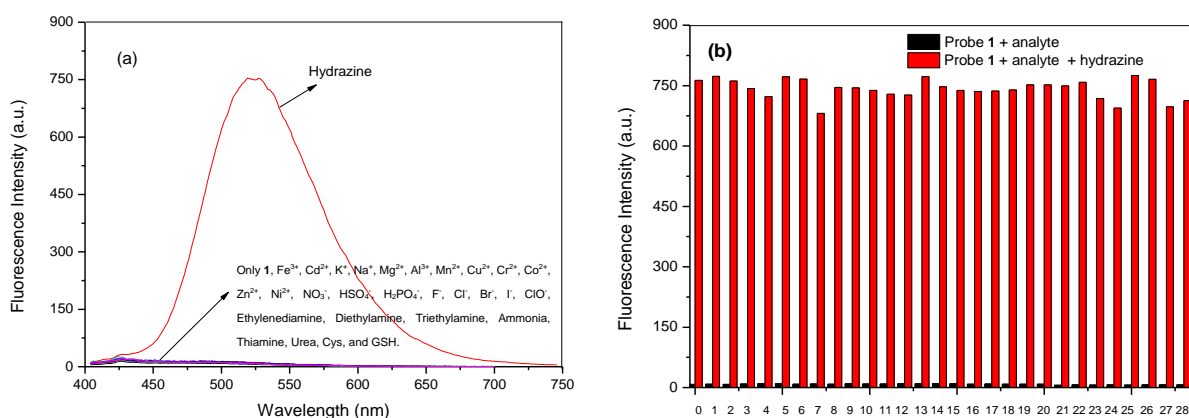 900
750
600
450
300
150
0
Fluorescence Intensity (a.u.)
(a)
Hydrazine
Only 1, Fe³⁺, Cd²⁺, K⁺, Na⁺, Mg²⁺, Al³⁺, Mn²⁺, Cu²⁺, Cr²⁺, Co²⁺,
Zn²⁺, Ni²⁺, NO₃⁻, HSO₄⁻, H₂PO₄⁻, F⁻, Cl⁻, Br⁻, I⁻, ClO⁻,
Ethylenediamine, Diethylamine, Triethylamine, Ammonia,
Thiamine, Urea, Cys, and GSH.
400 450 500 550 600 650 700 750
Wavelength (nm)
900
750
600
450
300
150
0
Fluorescence Intensity (a.u.)
(b)
Probe 1 + analyte
Probe 1 + analyte + hydrazine
0 1 2 3 4 5 6 7 8 9 10 11 12 13 14 15 16 17 18 19 20 21 22 23 24 25 26 27 28